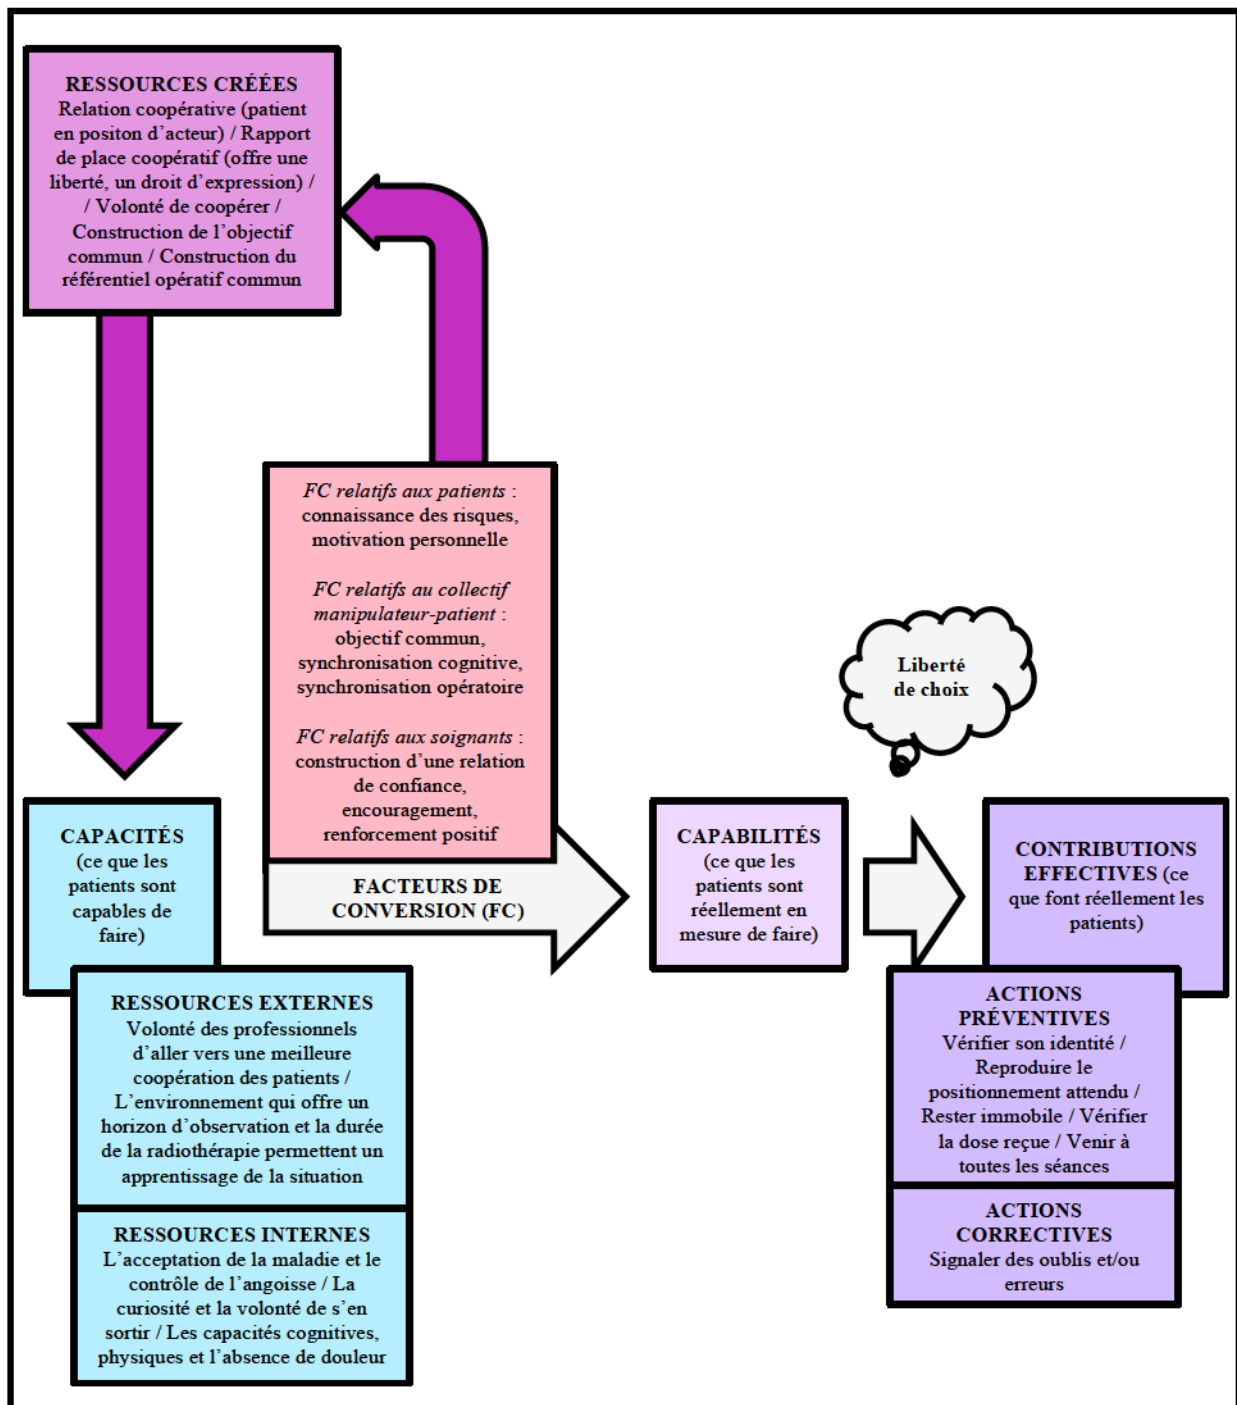 RESSOURCES CRÉÉES
Relation coopérative (patient
en positon d’acteur) / Rapport
de place coopératif (offre une
liberté, un droit d’expression) /
/ Volonté de coopérer /
Construction de l’objectif
commun / Construction du
référentiel opératif commun
FC relatifs aux patients :
connaissance des risques,
motivation personnelle
FC relatifs au collectif
manipulateur-patient :
objectif commun,
synchronisation cognitive,
synchronisation opératoire
FC relatifs aux soignants :
construction d’une relation
de confiance,
encouragement,
renforcement positif
FACTEURS DE
CONVERSION (FC)
Liberté
de choix
CAPACITÉS
(ce que les
patients sont
capables de
faire)
RESSOURCES EXTERNES
Volonté des professionnels
d’aller vers une meilleure
coopération des patients /
L’environnement qui offre un
horizon d’observation et la durée
de la radiothérapie permettent un
apprentissage de la situation
RESSOURCES INTERNES
L’acceptation de la maladie et le
contrôle de l’angoisse / La
curiosité et la volonté de s’en
sortir / Les capacités cognitives,
physiques et l’absence de douleur
CAPABILITÉS
(ce que les
patients sont
réellement en
mesure de faire)
CONTRIBUTIONS
EFFECTIVES (ce
que font réellement les
patients)
ACTIONS
PRÉVENTIVES
Vérifier son identité /
Reproduire le
positionnement attendu /
Rester immobile / Vérifier
la dose reçue / Venir à
toutes les séances
ACTIONS
CORRECTIVES
Signaler des oublis et/ou
erreurs